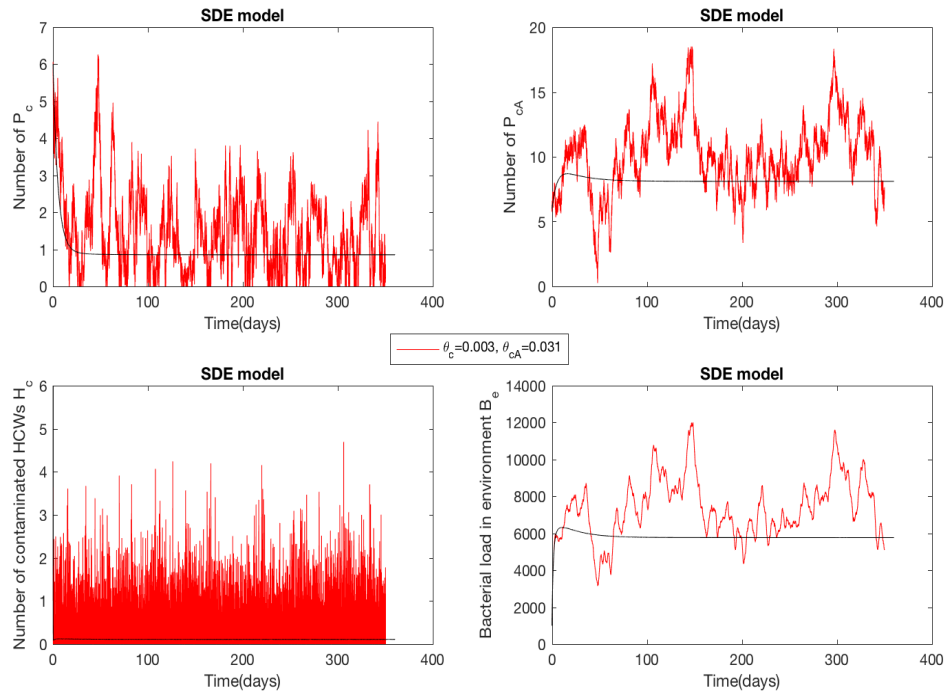 SDE model
Number of P_c
7
6
5
4
3
2
1
0
0 100 200 300 400
Time(days)
SDE model
Number of P_cA
20
15
10
5
0
0 100 200 300 400
Time(days)
θ_c=0.003, θ_cA=0.031
SDE model
Number of contaminated HCWs H_c
6
5
4
3
2
1
0
0 100 200 300 400
Time(days)
SDE model
Bacterial load in environment B_e
14000
12000
10000
8000
6000
4000
2000
0
0 100 200 300 400
Time(days)